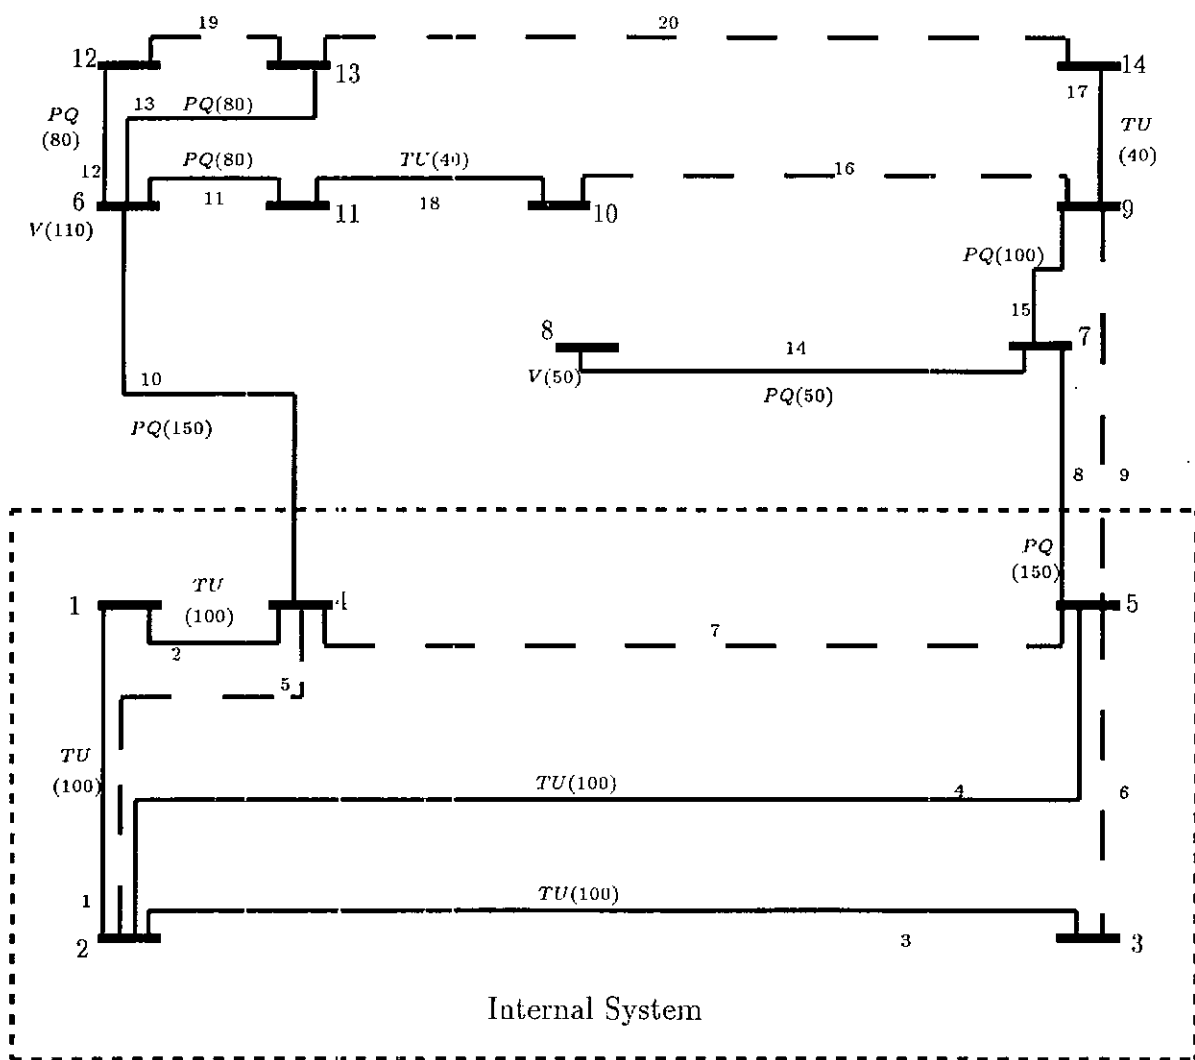 19
20
12
13
14
PQ
(80)
13
PQ(80)
17
TU
(40)
12
PQ(80)
TU(40)
16
6
11
11
18
10
9
V(110)
PQ(100)
15
8
7
14
V(50)
PQ(50)
10
PQ(150)
8
9
PQ
(150)
TU
(100)
1
4
5
2
7
5
TU
(100)
TU(100)
4
6
1
TU(100)
2
3
3
Internal System